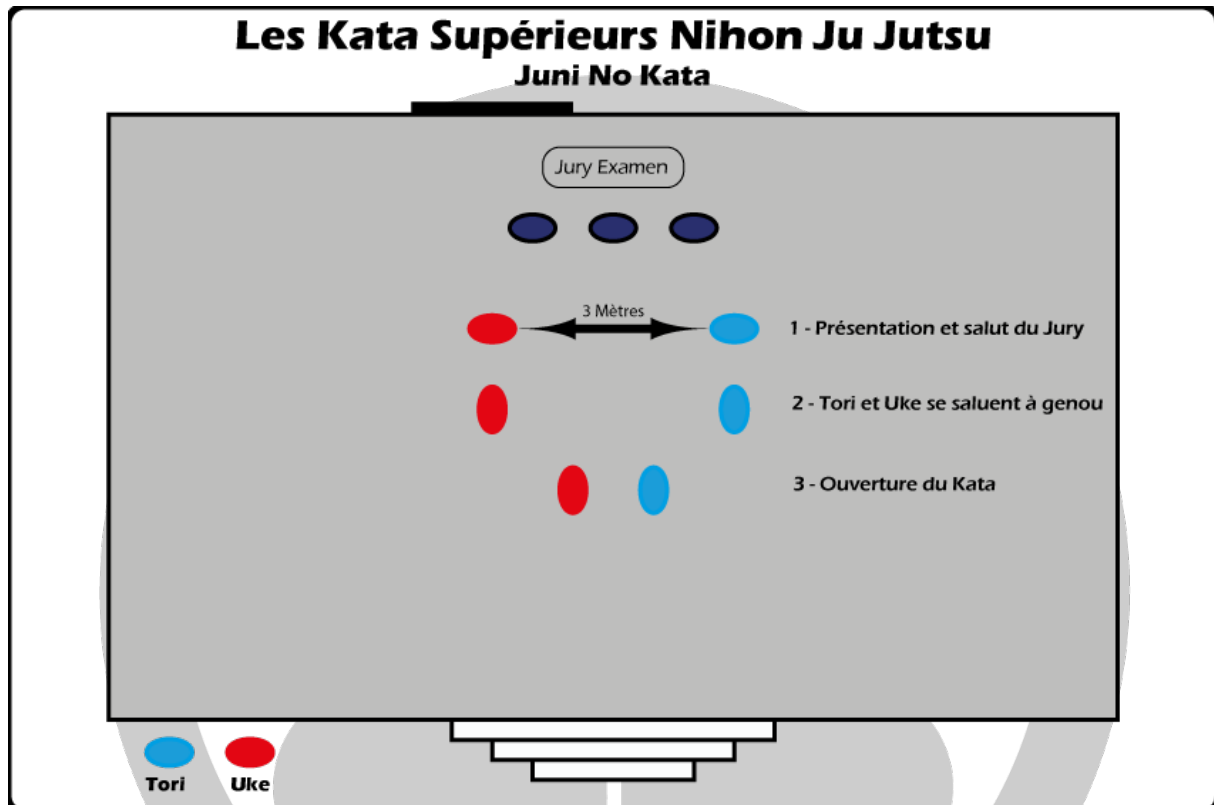 Les Kata Supérieurs Nihon Ju Jutsu
Juni No Kata
Jury Examen
3 Mètres
1 - Présentation et salut du Jury
2 - Tori et Uke se saluent à genou
3 - Ouverture du Kata
Tori
Uke